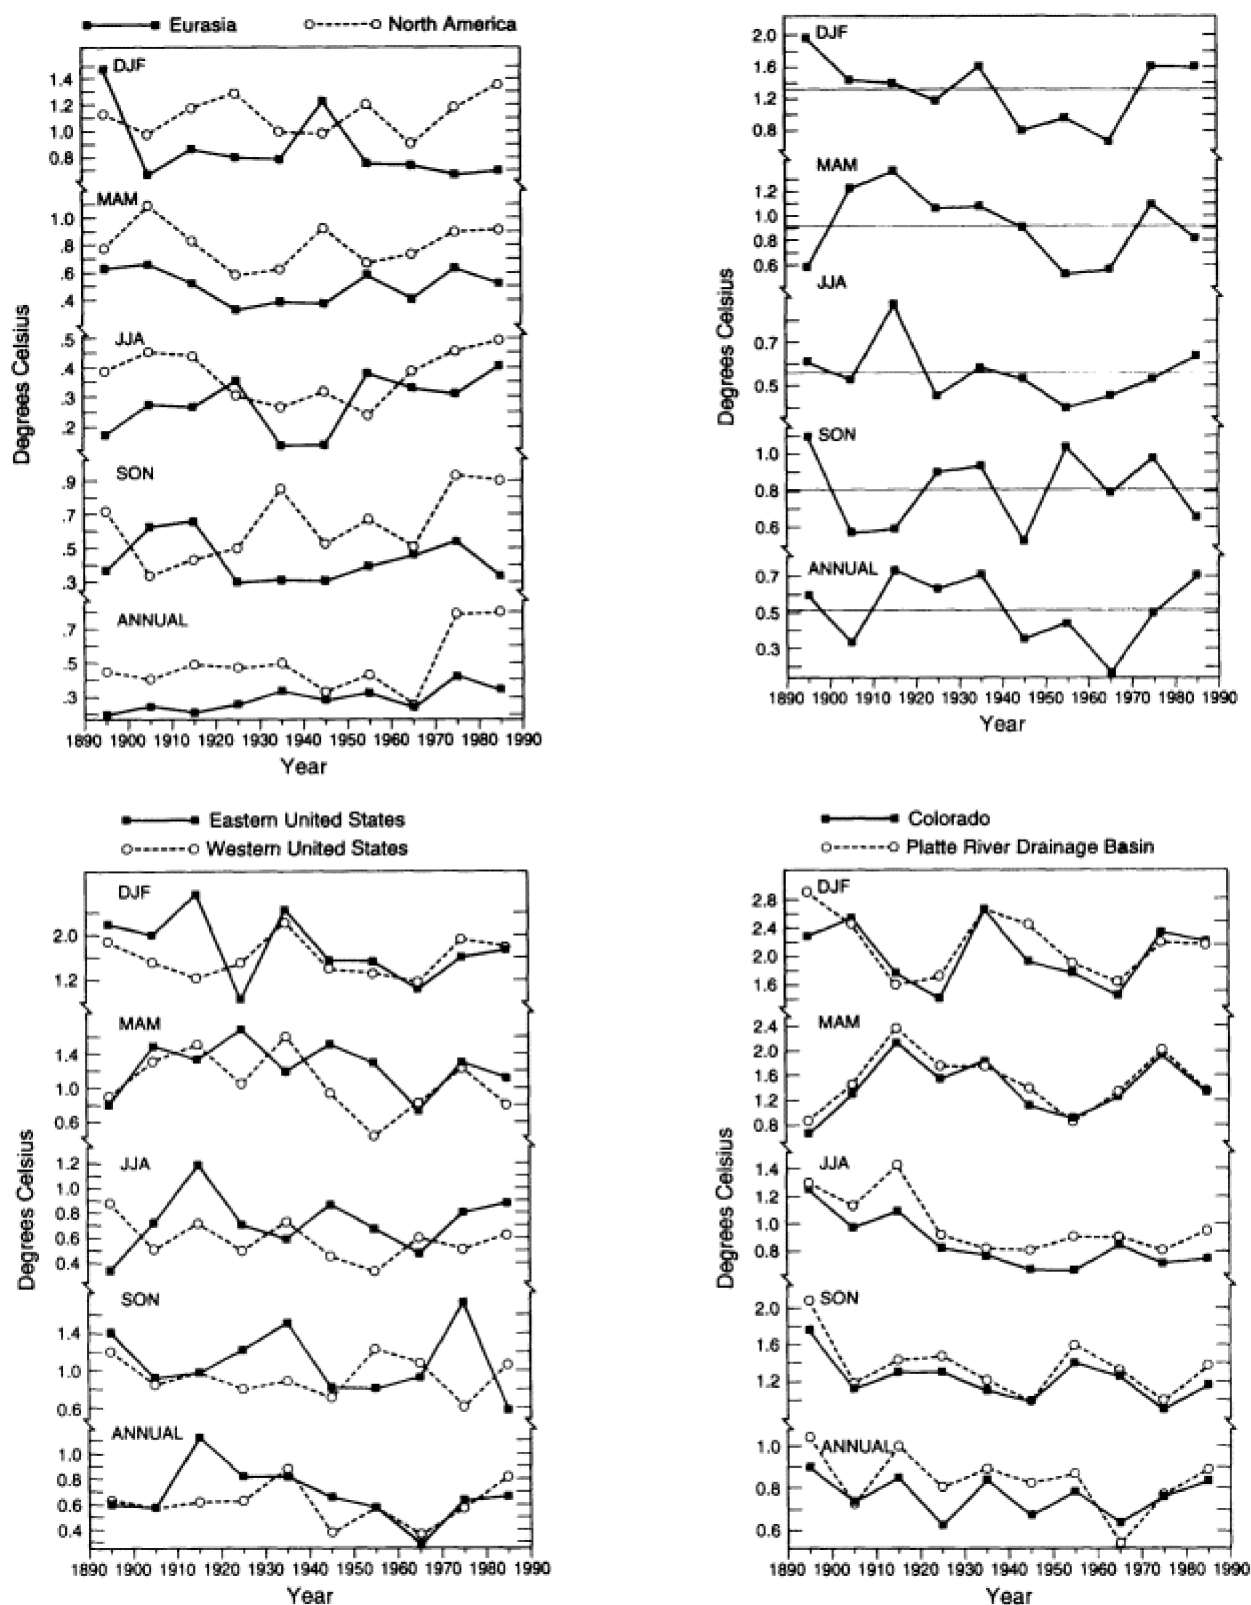 Eurasia North America
DJF
1.4
1.2
1.0
0.8
MAM
1.0
.8
.6
.4
JJA
.5
.4
.3
.2
SON
.9
.7
.5
.3
ANNUAL
.7
.5
.3
1890 1900 1910 1920 1930 1940 1950 1960 1970 1980 1990
Year
Degrees Celsius
DJF
2.0
1.6
1.2
0.8
MAM
1.2
1.0
0.8
0.6
JJA
0.7
0.5
SON
1.0
0.8
0.6
ANNUAL
0.7
0.5
0.3
1890 1900 1910 1920 1930 1940 1950 1960 1970 1980 1990
Year
Degrees Celsius
Eastern United States
Western United States
DJF
2.0
1.2
MAM
1.4
1.0
0.6
JJA
1.2
1.0
0.8
0.6
0.4
SON
1.4
1.0
0.6
ANNUAL
1.0
0.8
0.6
0.4
1890 1900 1910 1920 1930 1940 1950 1960 1970 1980 1990
Year
Degrees Celsius
Colorado
Platte River Drainage Basin
DJF
2.8
2.4
2.0
1.6
MAM
2.4
2.0
1.6
1.2
0.8
JJA
1.4
1.2
1.0
0.8
SON
2.0
1.6
1.2
ANNUAL
1.0
0.8
0.6
1890 1900 1910 1920 1930 1940 1950 1960 1970 1980 1990
Year
Degrees Celsius